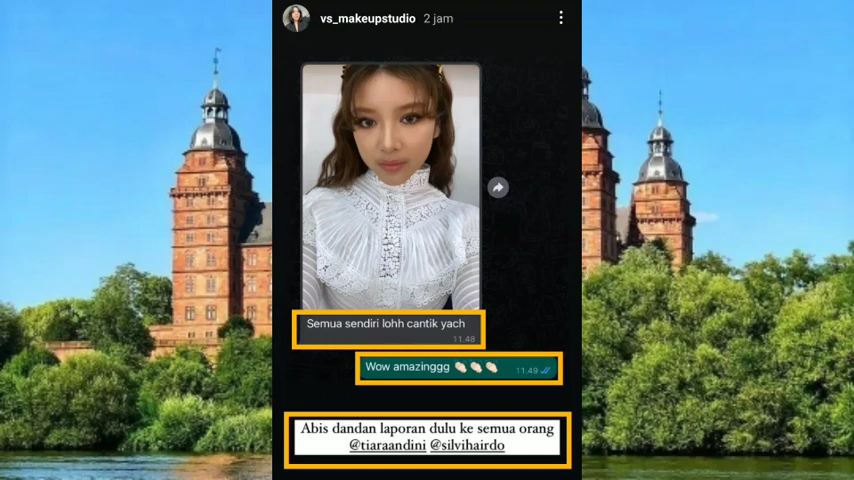 vs_makeupstudio 2 jam
Semua sendiri lohh cantik yach
11.48
Wow amazinggg 👏🏻👏🏻👏🏻 11.49
Abis dandan laporan dulu ke semua orang
@tiaraandini @silvihairdo